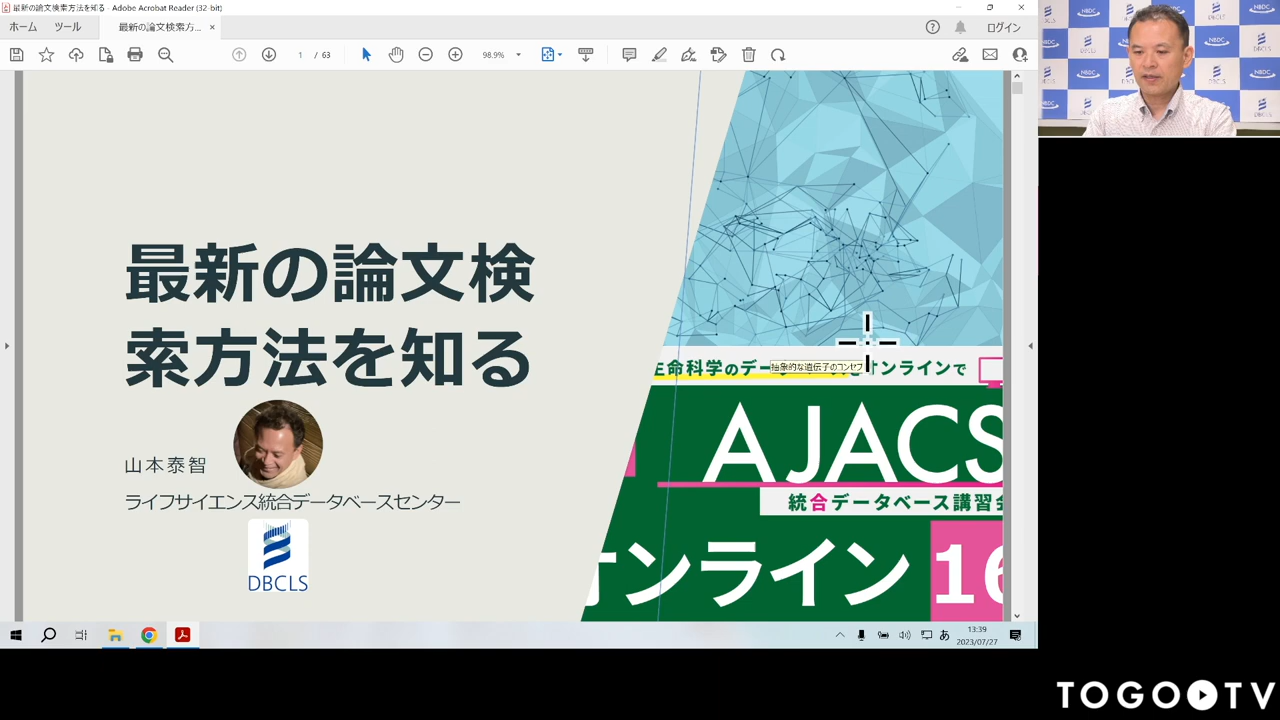 最新の論文検索方法を知る - Adobe Acrobat Reader (32-bit)
ホーム ツール 最新の論文検索方... × ログイン
1 / 63 98.9%
最新の論文検
索方法を知る
山本泰智
ライフサイエンス統合データベースセンター
DBCLS
抽象的な遺伝子のコンセプ
オンラインで
AJACS
統合データベース講習会
オンライン 16
あ
13:39
2023/07/27
NBDC
DBCLS
TOGO TV